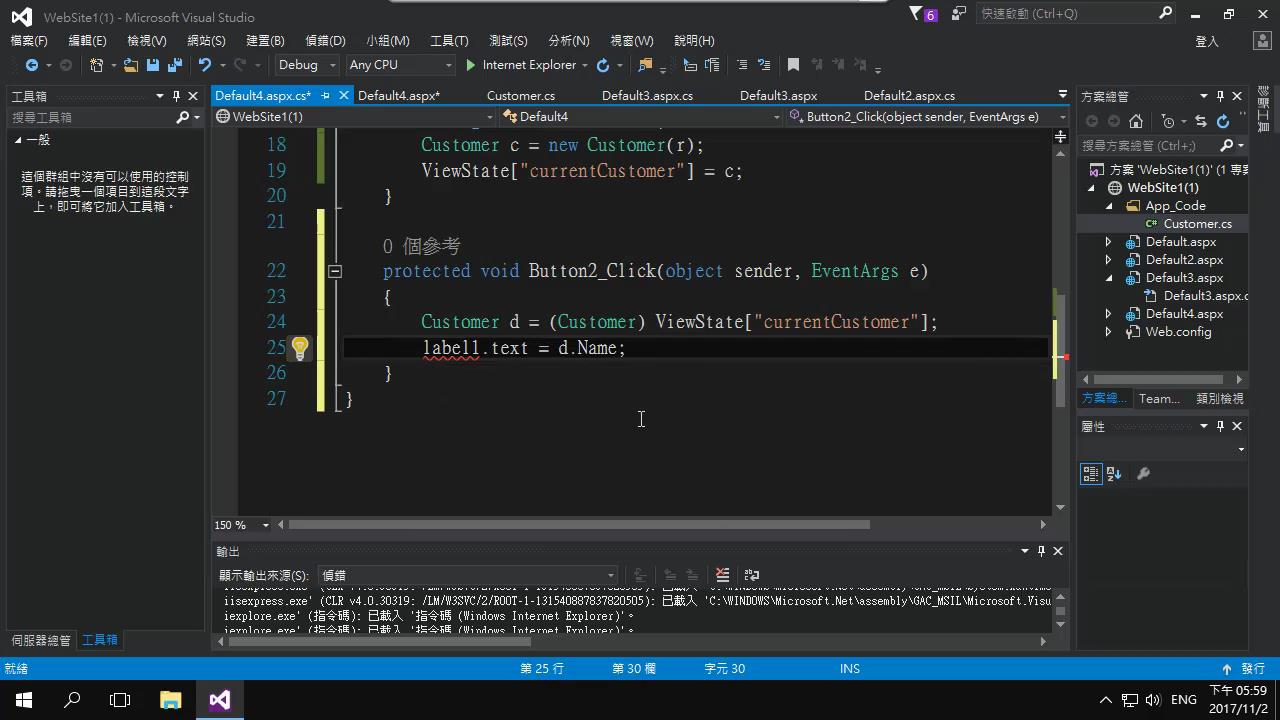 WebSite1(1) - Microsoft Visual Studio
6
快速啟動 (Ctrl+Q)
檔案(F) 編輯(E) 檢視(V) 網站(S) 建置(B) 偵錯(D) 小組(M) 工具(T) 測試(S) 分析(N) 視窗(W) 說明(H)
登入
Debug Any CPU Internet Explorer
工具箱
搜尋工具箱
一般
這個群組中沒有可以使用的控制
項。請拖曳一個項目到這段文字
上，即可將它加入工具箱。
伺服器總管 工具箱
Default4.aspx.cs* Default4.aspx* Customer.cs Default3.aspx.cs Default3.aspx Default2.aspx.cs
WebSite1(1) Default4 Button2_Click(object sender, EventArgs e)
18 Customer c = new Customer(r);
19 ViewState["currentCustomer"] = c;
20 }
21
0 個參考
22 protected void Button2_Click(object sender, EventArgs e)
23 {
24 Customer d = (Customer) ViewState["currentCustomer"];
25 label1.text = d.Name;
26 }
27 }
150 %
輸出
顯示輸出來源(S): 偵錯
iisexpress.exe' (CLR v4.0.30319: /LM/W3SVC/2/ROOT-1-131540887837820505): 已載入 'C:\WINDOWS\Microsoft.Net\assembly\GAC_MSIL\Microsoft.Visu
iexplore.exe' (指令碼): 已載入 '指令碼 (Windows Internet Explorer)'。
iexplore.exe' (指令碼): 已載入 '指令碼 (Windows Internet Explorer)'。
方案總管
搜尋方案總管 (Ctrl+;)
方案 'WebSite1(1)' (1 專案
WebSite1(1)
App_Code
Customer.cs
Default.aspx
Default2.aspx
Default3.aspx
Default3.aspx.c
Default4.aspx
Web.config
方案總... Team... 類別檢視
屬性
就緒 第 25 行 第 30 欄 字元 30 INS 發行
ENG
下午 05:59
2017/11/2